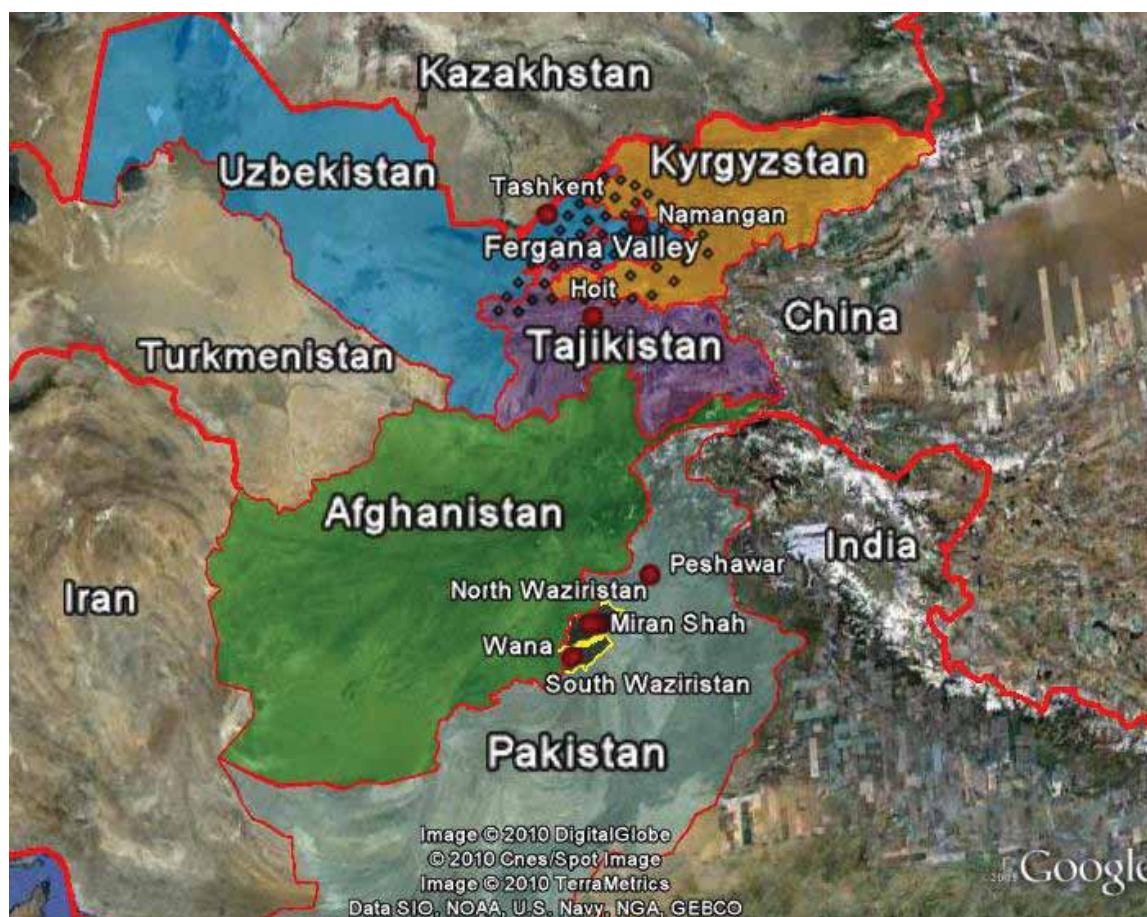 Kazakhstan
Uzbekistan
Kyrgyzstan
Tashkent
Namangan
Fergana Valley
Hoit
China
Tajikistan
Turkmenistan
Afghanistan
India
Peshawar
Iran
North Waziristan
Miran Shah
Wana
South Waziristan
Pakistan
Image © 2010 DigitalGlobe
© 2010 Cnes/Spot Image
Image © 2010 TerraMetrics
Data SIO, NOAA, U.S. Navy, NGA, GEBCO
Google